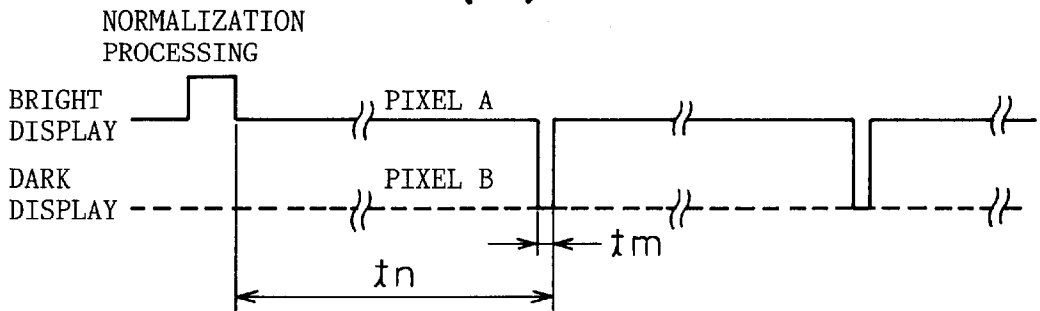 NORMALIZATION
PROCESSING
BRIGHT
DISPLAY
PIXEL A
DARK
DISPLAY
PIXEL B
tm
tn